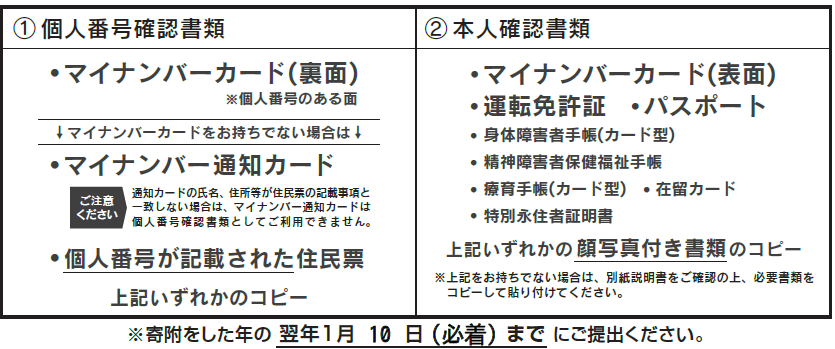 ① 個人番号確認書類
・マイナンバーカード(裏面)
※個人番号のある面
↓マイナンバーカードをお持ちでない場合は↓
・マイナンバー通知カード
ご注意
ください
通知カードの氏名、住所等が住民票の記載事項と
一致しない場合は、マイナンバー通知カードは
個人番号確認書類としてご利用できません。
・個人番号が記載された住民票
上記いずれかのコピー
② 本人確認書類
・マイナンバーカード(表面)
・運転免許証 ・パスポート
・身体障害者手帳(カード型)
・精神障害者保健福祉手帳
・療育手帳(カード型) ・在留カード
・特別永住者証明書
上記いずれかの顔写真付き書類のコピー
※上記をお持ちでない場合は、別紙説明書をご確認の上、必要書類を
コピーして貼り付けてください。
※寄附をした年の 翌年1月 10 日 (必着) まで にご提出ください。